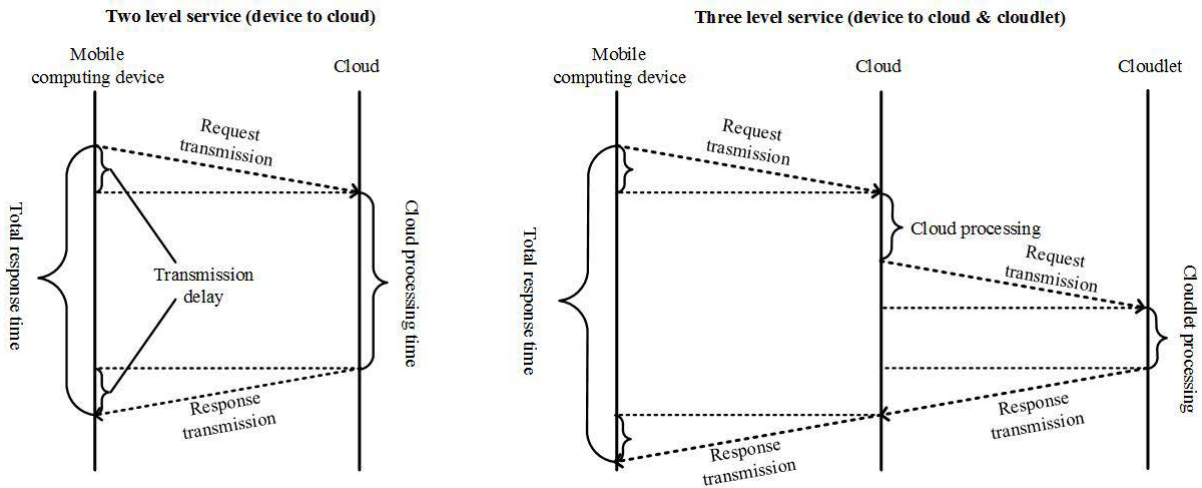 Two level service (device to cloud)
Mobile
computing device
Cloud
Request
transmission
Total response time
Transmission
delay
Cloud processing time
Response
transmission
Three level service (device to cloud & cloudlet)
Mobile
computing device
Cloud
Cloudlet
Request
transmission
Cloud processing
Request
transmission
Total response time
Cloudlet processing
Response
transmission
Response
transmission